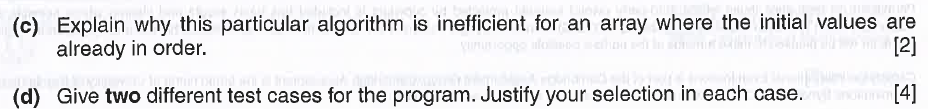 (c) Explain why this particular algorithm is inefficient for an array where the initial values are
already in order. [2]
(d) Give two different test cases for the program. Justify your selection in each case. [4]